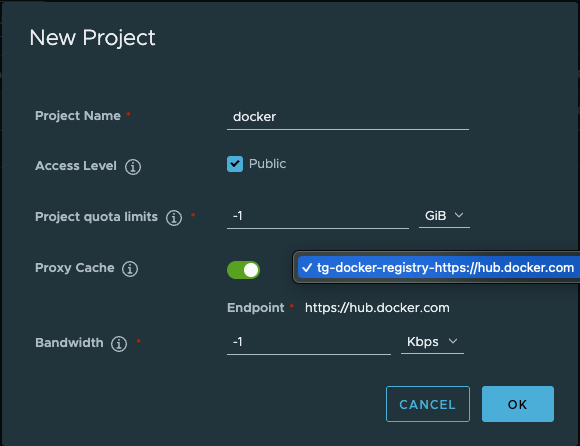 New Project
Project Name *
docker
Access Level
Public
Project quota limits *
-1
GiB
Proxy Cache
✓ tg-docker-registry-https://hub.docker.com
Endpoint * https://hub.docker.com
Bandwidth *
-1
Kbps
CANCEL
OK